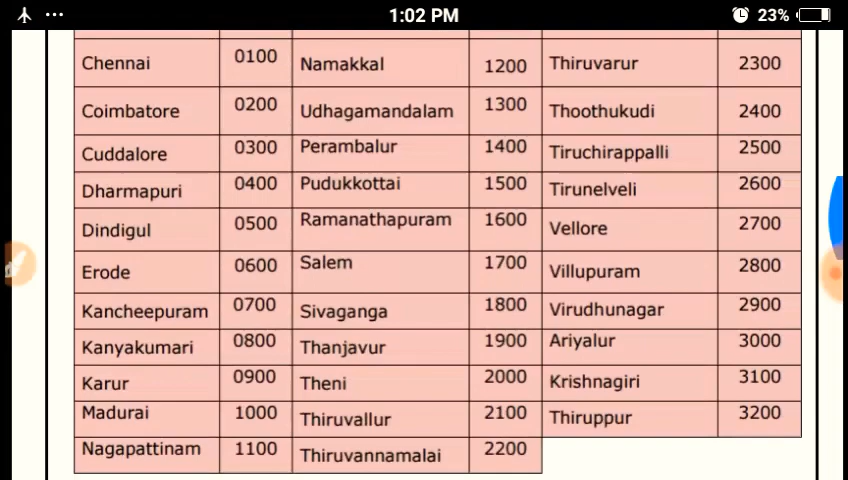 1:02 PM 23%
Chennai 0100 Namakkal 1200 Thiruvarur 2300
Coimbatore 0200 Udhagamandalam 1300 Thoothukudi 2400
Cuddalore 0300 Perambalur 1400 Tiruchirappalli 2500
Dharmapuri 0400 Pudukkottai 1500 Tirunelveli 2600
Dindigul 0500 Ramanathapuram 1600 Vellore 2700
Erode 0600 Salem 1700 Villupuram 2800
Kancheepuram 0700 Sivaganga 1800 Virudhunagar 2900
Kanyakumari 0800 Thanjavur 1900 Ariyalur 3000
Karur 0900 Theni 2000 Krishnagiri 3100
Madurai 1000 Thiruvallur 2100 Thiruppur 3200
Nagapattinam 1100 Thiruvannamalai 2200